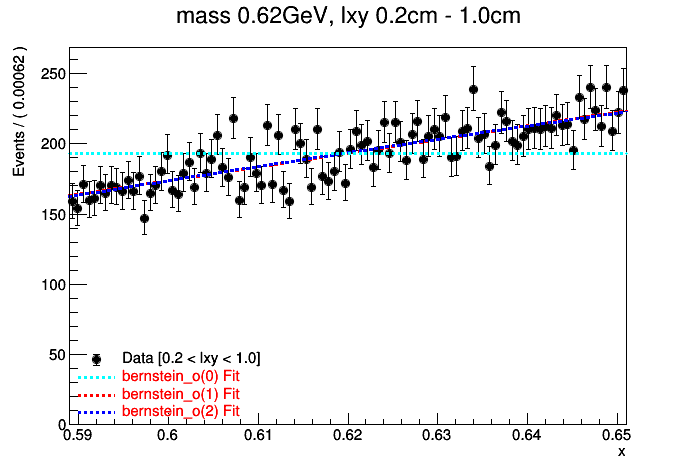 mass 0.62GeV, lxy 0.2cm - 1.0cm
Events / ( 0.00062 )
250
200
150
100
50
0
Data [0.2 < lxy < 1.0]
bernstein_o(0) Fit
bernstein_o(1) Fit
bernstein_o(2) Fit
0.59 0.6 0.61 0.62 0.63 0.64 0.65
x